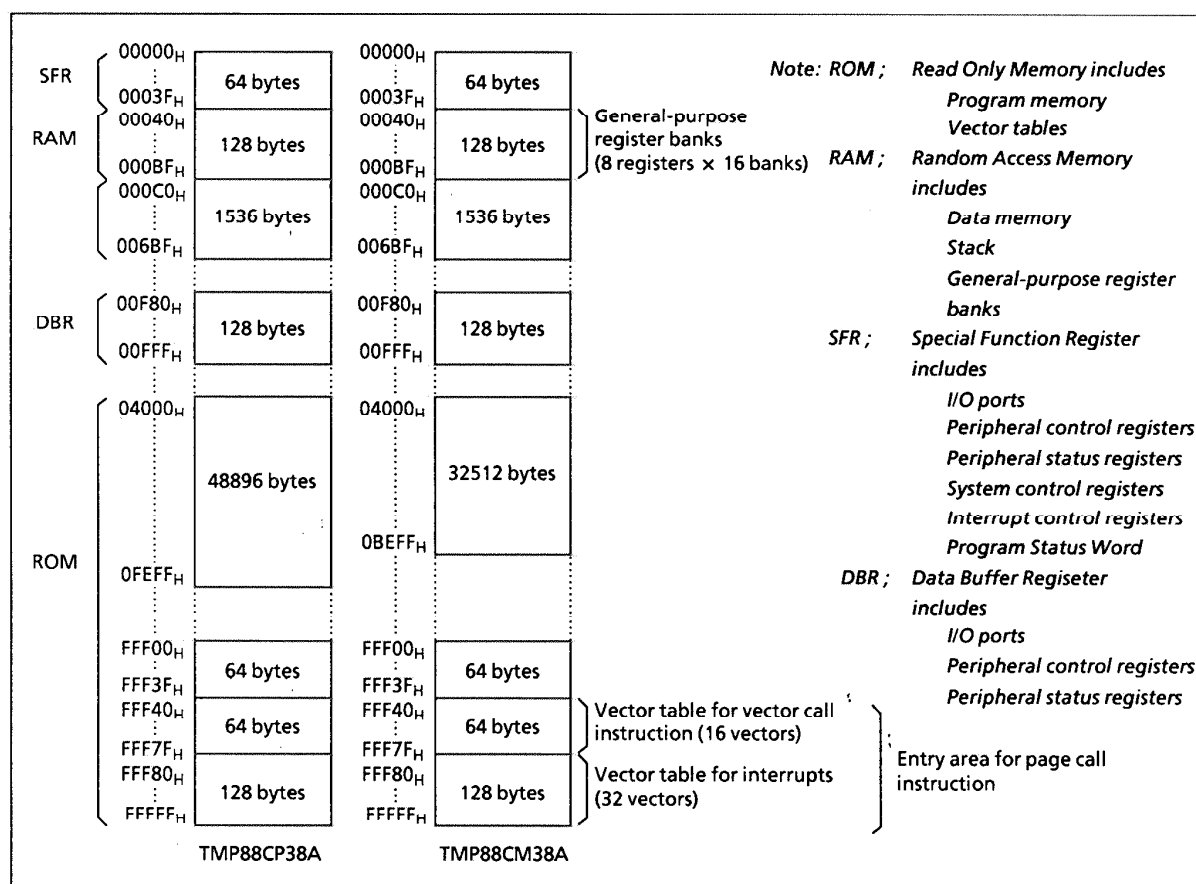 SFR
RAM
DBR
ROM
00000H
0003FH
00040H
000BFH
000C0H
006BFH
00F80H
00FFFH
04000H
0FEFFH
FFF00H
FFF3FH
FFF40H
FFF7FH
FFF80H
FFFFFH
64 bytes
128 bytes
1536 bytes
128 bytes
48896 bytes
64 bytes
64 bytes
128 bytes
TMP88CP38A
00000H
0003FH
00040H
000BFH
000C0H
006BFH
00F80H
00FFFH
04000H
0BEFFH
FFF00H
FFF3FH
FFF40H
FFF7FH
FFF80H
FFFFFH
64 bytes
128 bytes
1536 bytes
128 bytes
32512 bytes
64 bytes
64 bytes
128 bytes
TMP88CM38A
General-purpose
register banks
(8 registers × 16 banks)
Vector table for vector call
instruction (16 vectors)
Vector table for interrupts
(32 vectors)
Entry area for page call
instruction
Note: ROM ; Read Only Memory includes
Program memory
Vector tables
RAM ; Random Access Memory
includes
Data memory
Stack
General-purpose register
banks
SFR ; Special Function Register
includes
I/O ports
Peripheral control registers
Peripheral status registers
System control registers
Interrupt control registers
Program Status Word
DBR ; Data Buffer Regiseter
includes
I/O ports
Peripheral control registers
Peripheral status registers